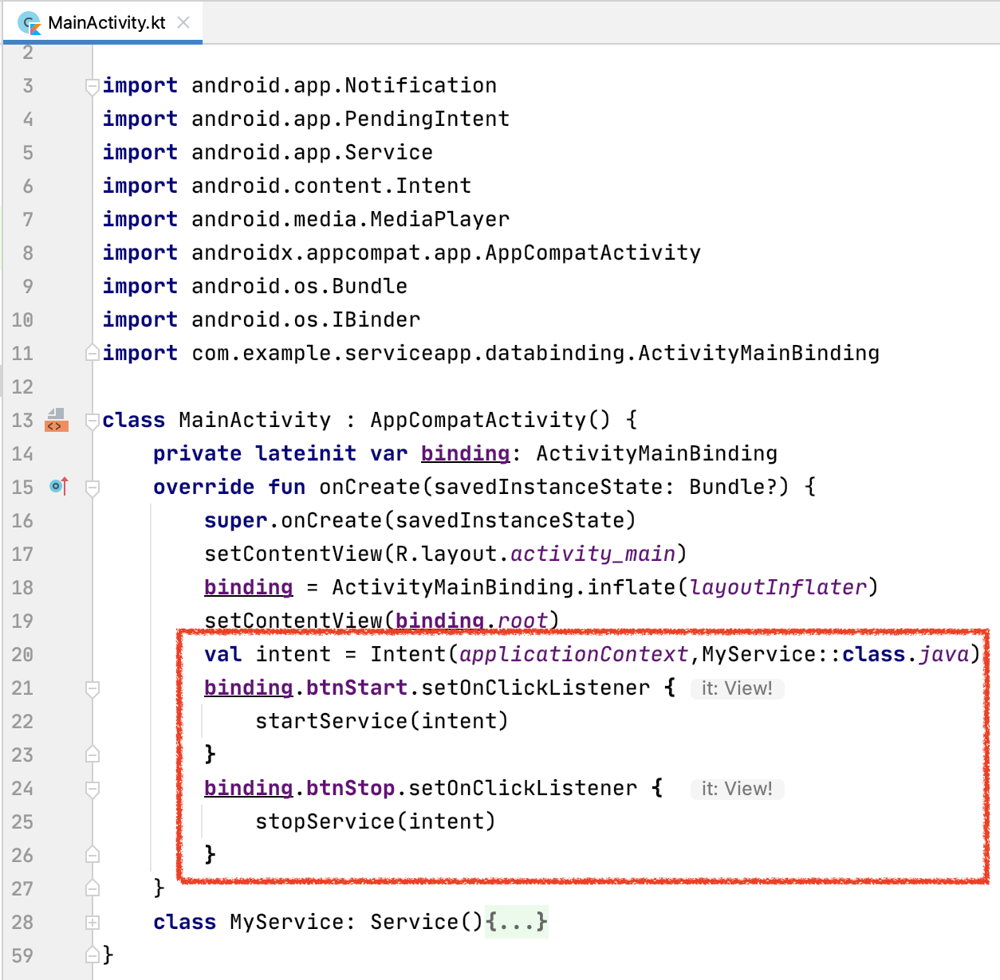 MainActivity.kt
2
3 import android.app.Notification
4 import android.app.PendingIntent
5 import android.app.Service
6 import android.content.Intent
7 import android.media.MediaPlayer
8 import androidx.appcompat.app.AppCompatActivity
9 import android.os.Bundle
10 import android.os.IBinder
11 import com.example.serviceapp.databinding.ActivityMainBinding
12
13 class MainActivity : AppCompatActivity() {
14 private lateinit var binding: ActivityMainBinding
15 override fun onCreate(savedInstanceState: Bundle?) {
16 super.onCreate(savedInstanceState)
17 setContentView(R.layout.activity_main)
18 binding = ActivityMainBinding.inflate(layoutInflater)
19 setContentView(binding.root)
20 val intent = Intent(applicationContext,MyService::class.java)
21 binding.btnStart.setOnClickListener { it: View!
22 startService(intent)
23 }
24 binding.btnStop.setOnClickListener { it: View!
25 stopService(intent)
26 }
27 }
28 class MyService: Service(){...}
59 }